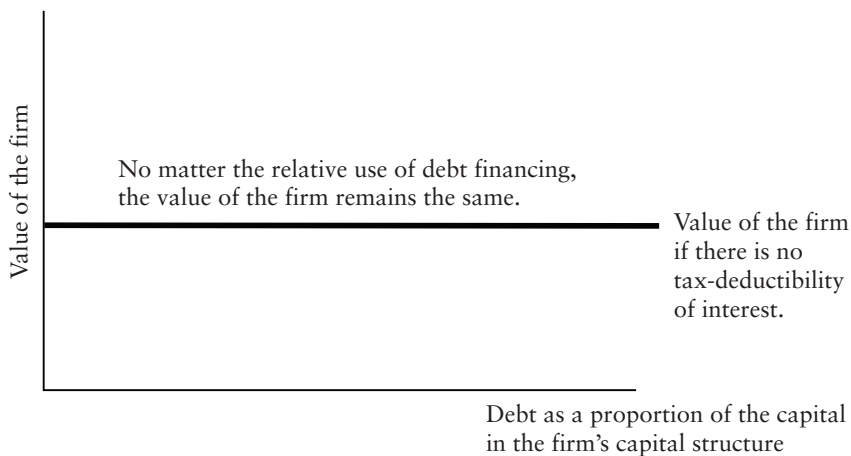 Value of the firm
No matter the relative use of debt financing,
the value of the firm remains the same.
Value of the firm
if there is no
tax-deductibility
of interest.
Debt as a proportion of the capital
in the firm’s capital structure